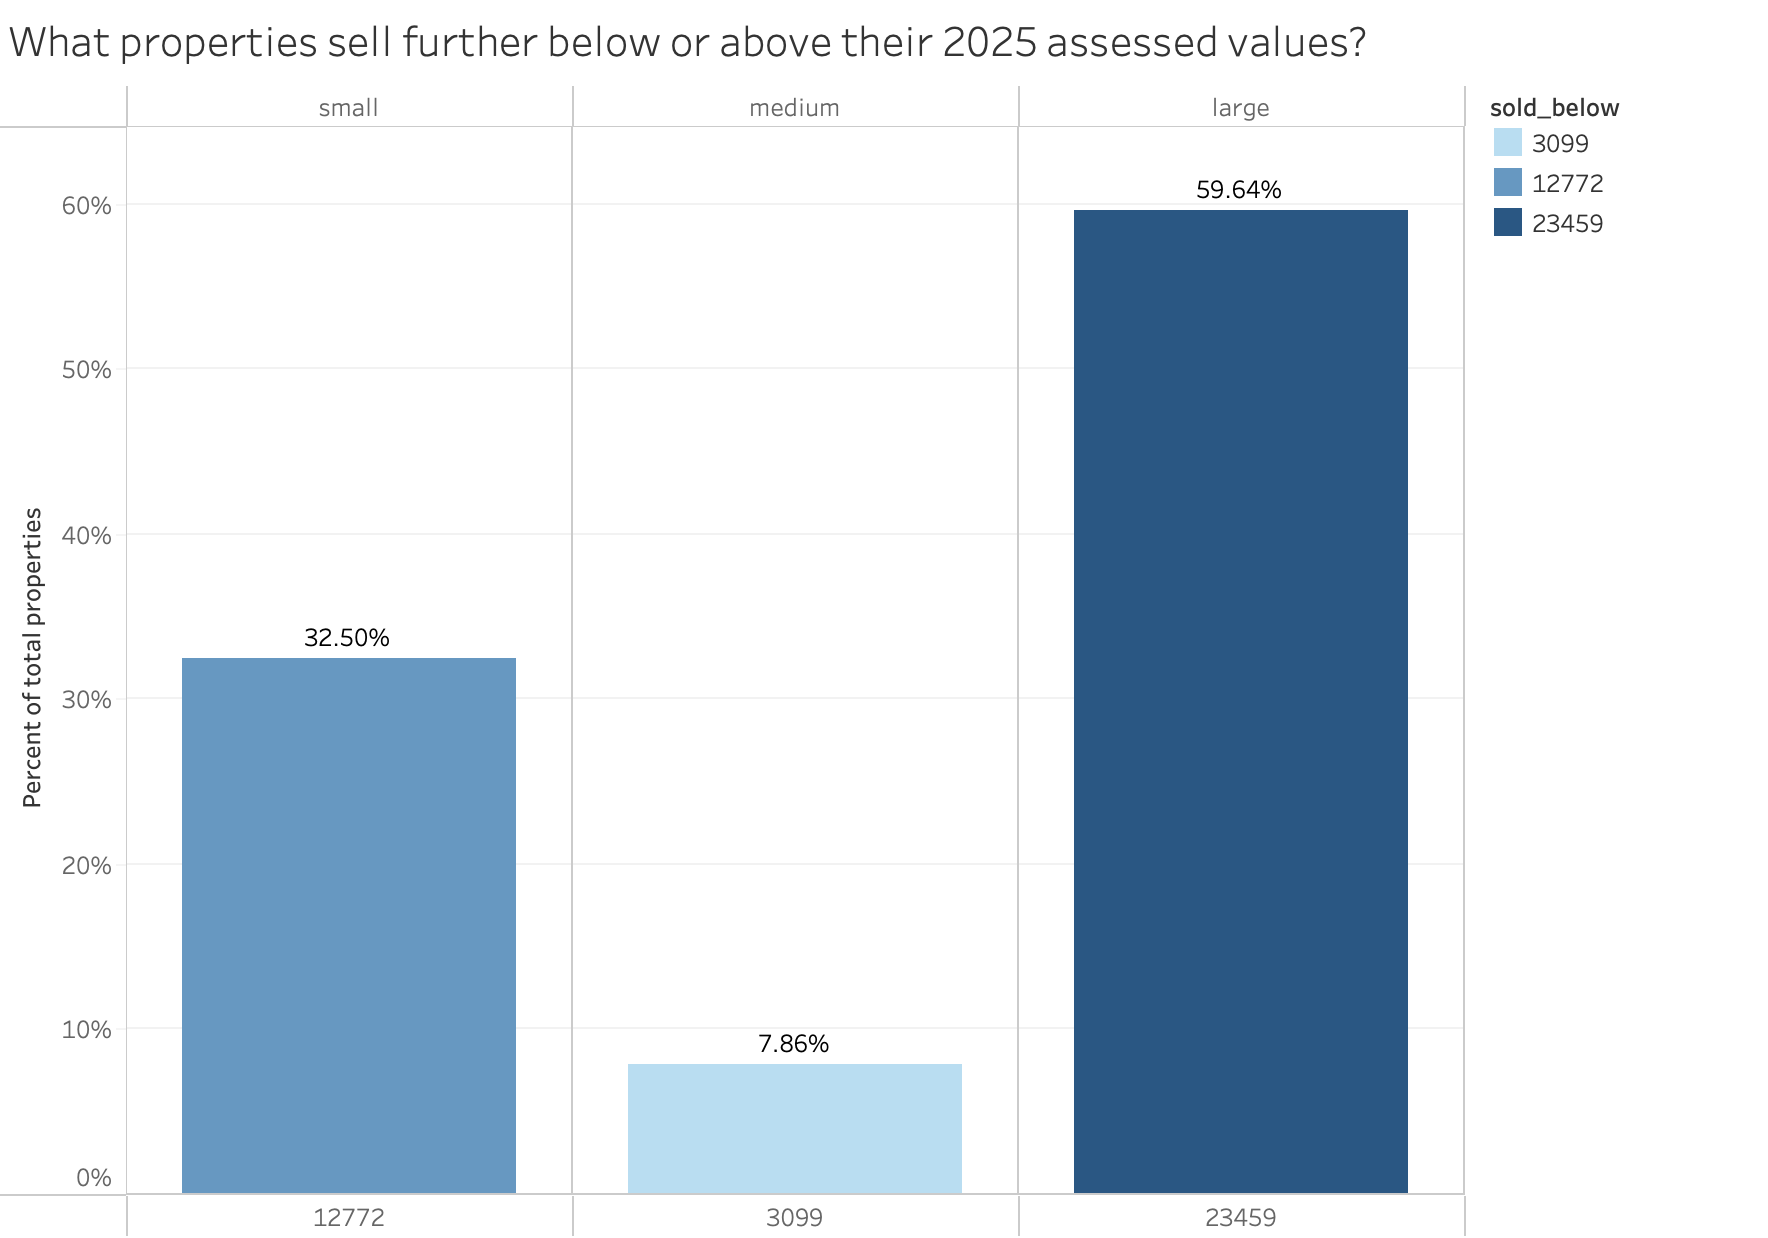 What properties sell further below or above their 2025 assessed values?
small medium large
sold_below
3099
12772
23459
Percent of total properties
60%
50%
40%
30%
20%
10%
0%
32.50%
7.86%
59.64%
12772 3099 23459